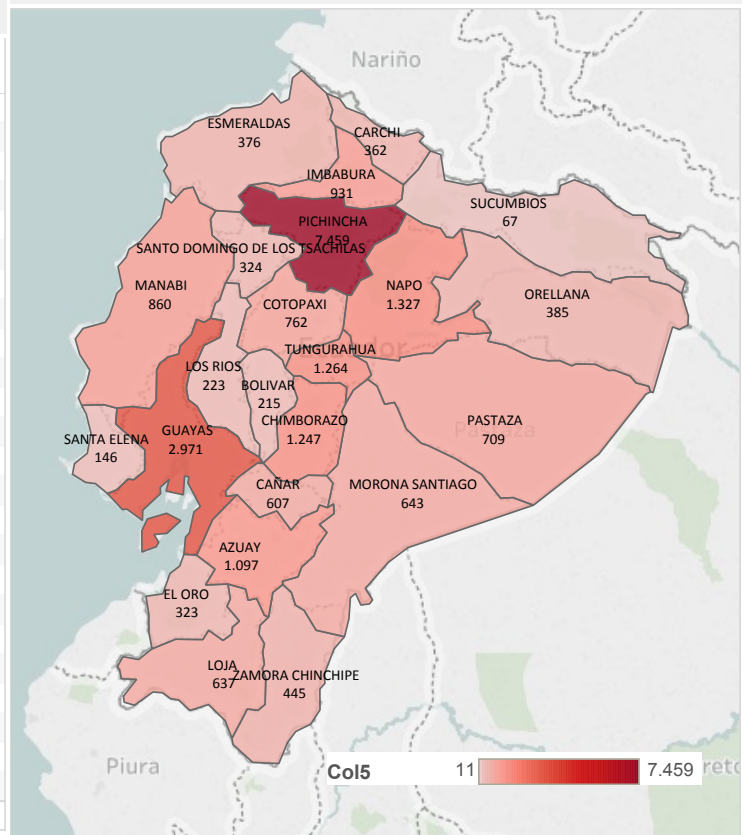 Nariño
ESMERALDAS
376
CARCHI
362
IMBABURA
931
SUCUMBIOS
67
PICHINCHA
7.459
SANTO DOMINGO DE LOS TSACHILAS
324
MANABI
860
NAPO
1.327
ORELLANA
385
COTOPAXI
762
Ecuador
TUNGURAHUA
1.264
LOS RIOS
223
BOLIVAR
215
CHIMBORAZO
1.247
PASTAZA
709
Pastaza
GUAYAS
2.971
SANTA ELENA
146
CAÑAR
607
MORONA SANTIAGO
643
AZUAY
1.097
EL ORO
323
LOJA
637
ZAMORA CHINCHIPE
445
Piura
Col5
11
7.459